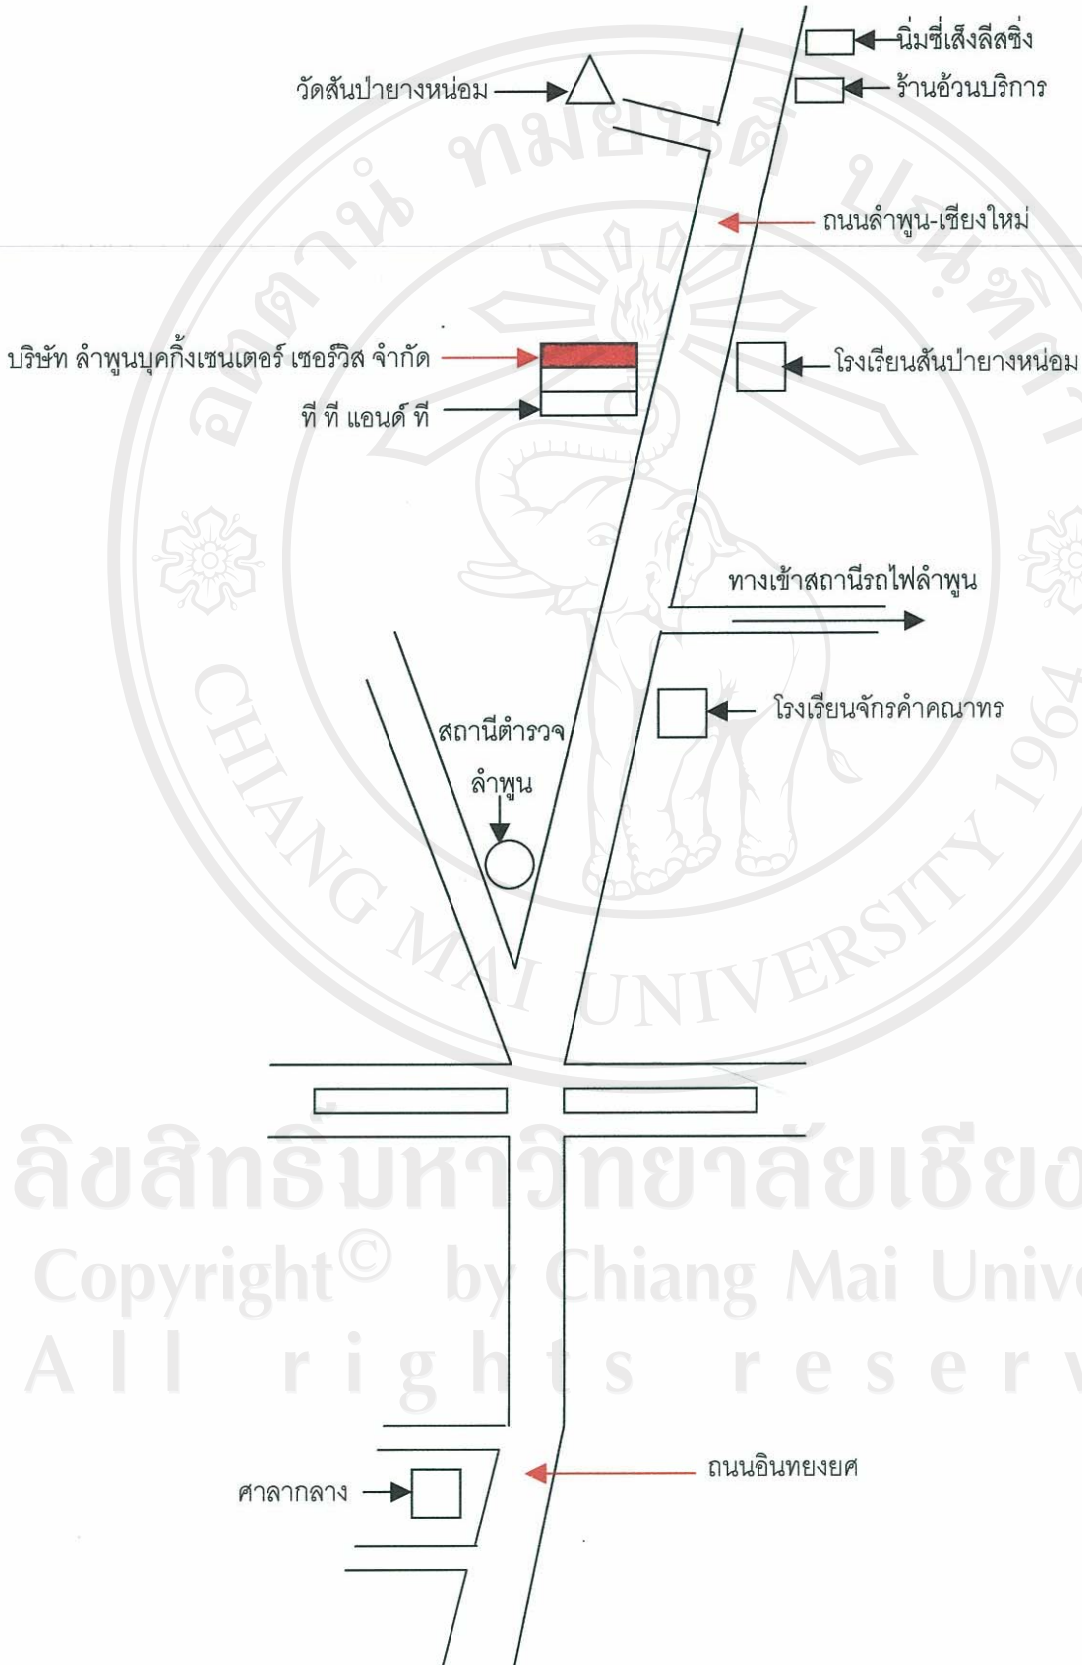 นิ่มซี่เส็งลีสซิ่ง
วัดสันป่ายางหน่อม
ร้านอ้วนบริการ
ถนนลำพูน-เชียงใหม่
บริษัท ลำพูนบุคกิ้งเซนเตอร์ เซอร์วิส จำกัด
โรงเรียนสันป่ายางหน่อม
ที ที แอนด์ ที
ทางเข้าสถานีรถไฟลำพูน
โรงเรียนจักรคำคณาทร
สถานีตำรวจ
ลำพูน
CHIANG MAI UNIVERSITY 1964
ลิขสิทธิ์มหาวิทยาลัยเชียง
Copyright© by Chiang Mai Unive
All rights reserv
ถนนอินทยงยศ
ศาลากลาง